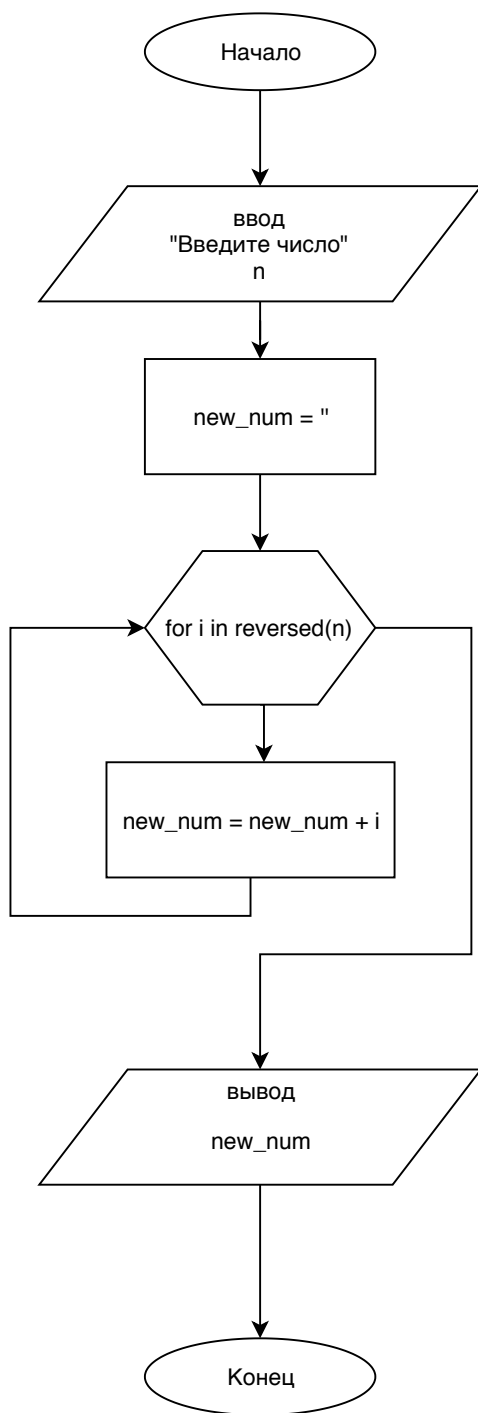 Начало
ввод
"Введите число"
n
new_num = "
for i in reversed(n)
new_num = new_num + i
вывод
new_num
Конец